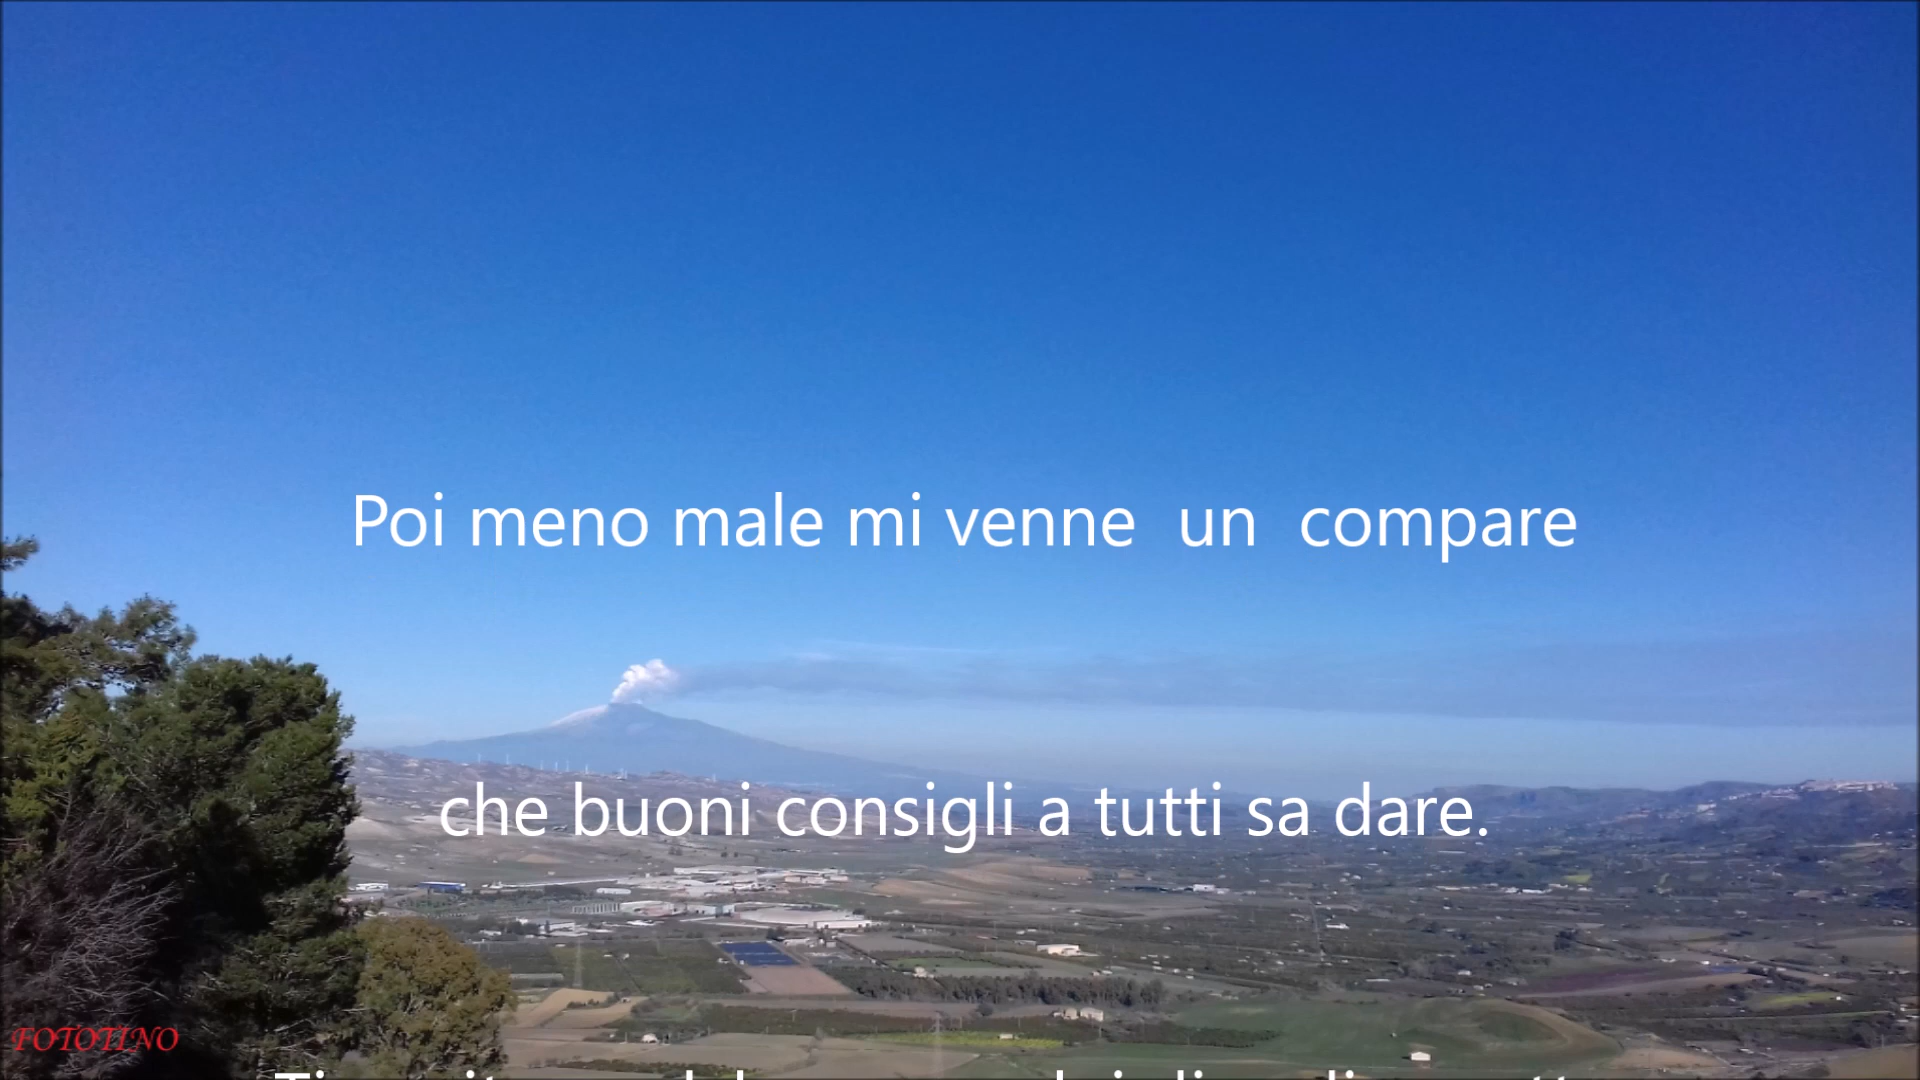 Poi meno male mi venne un compare
che buoni consigli a tutti sa dare.
FOTOTINO